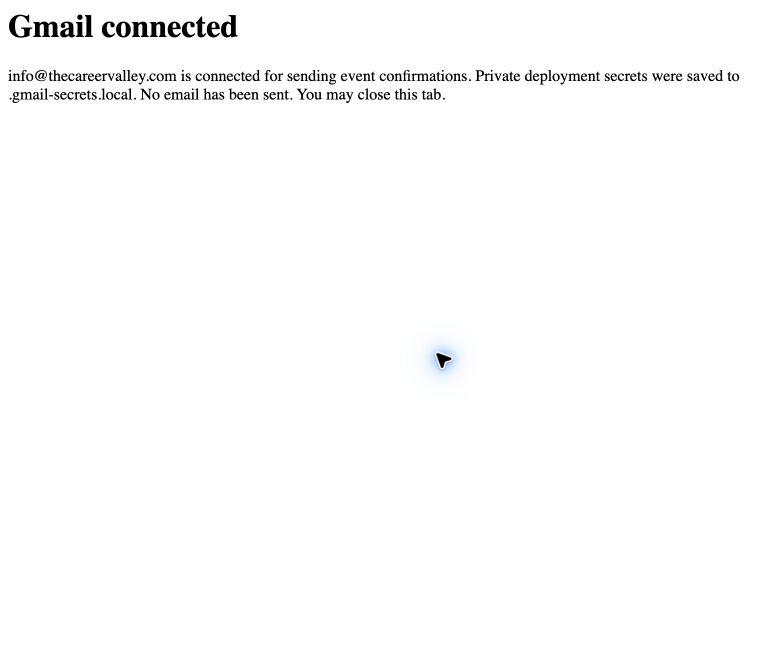 Gmail connected
info@thecareervalley.com is connected for sending event confirmations. Private deployment secrets were saved to
.gmail-secrets.local. No email has been sent. You may close this tab.